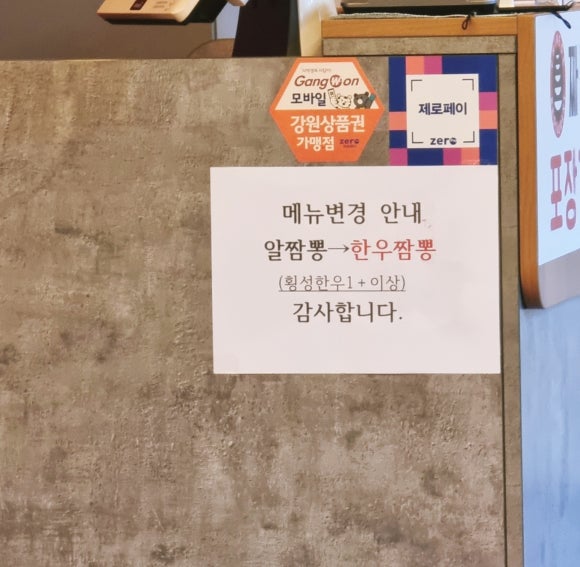 Gangwon
모바일
강원상품권
가맹점 zero
제로페이
zero
메뉴변경 안내
알짬뽕→한우짬뽕
(횡성한우1+이상)
감사합니다.
포장